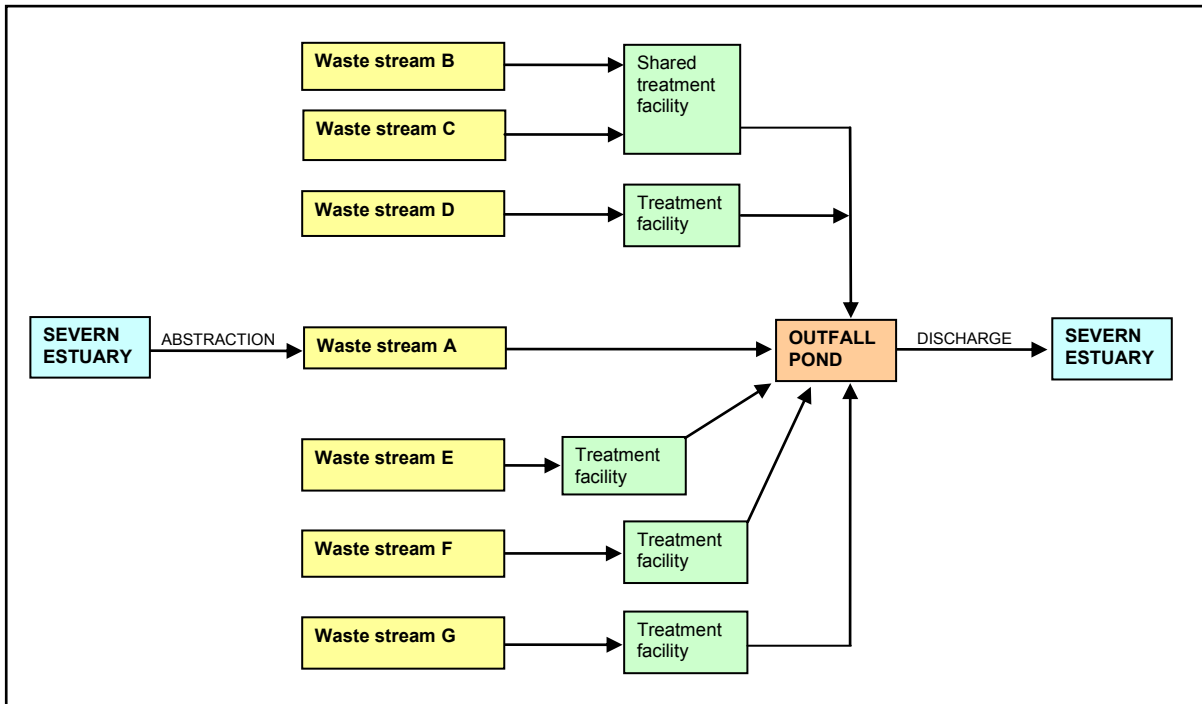 Waste stream B
Shared
treatment
facility
Waste stream C
Waste stream D
Treatment
facility
SEVERN
ESTUARY
ABSTRACTION
Waste stream A
OUTFALL
POND
DISCHARGE
SEVERN
ESTUARY
Waste stream E
Treatment
facility
Waste stream F
Treatment
facility
Waste stream G
Treatment
facility